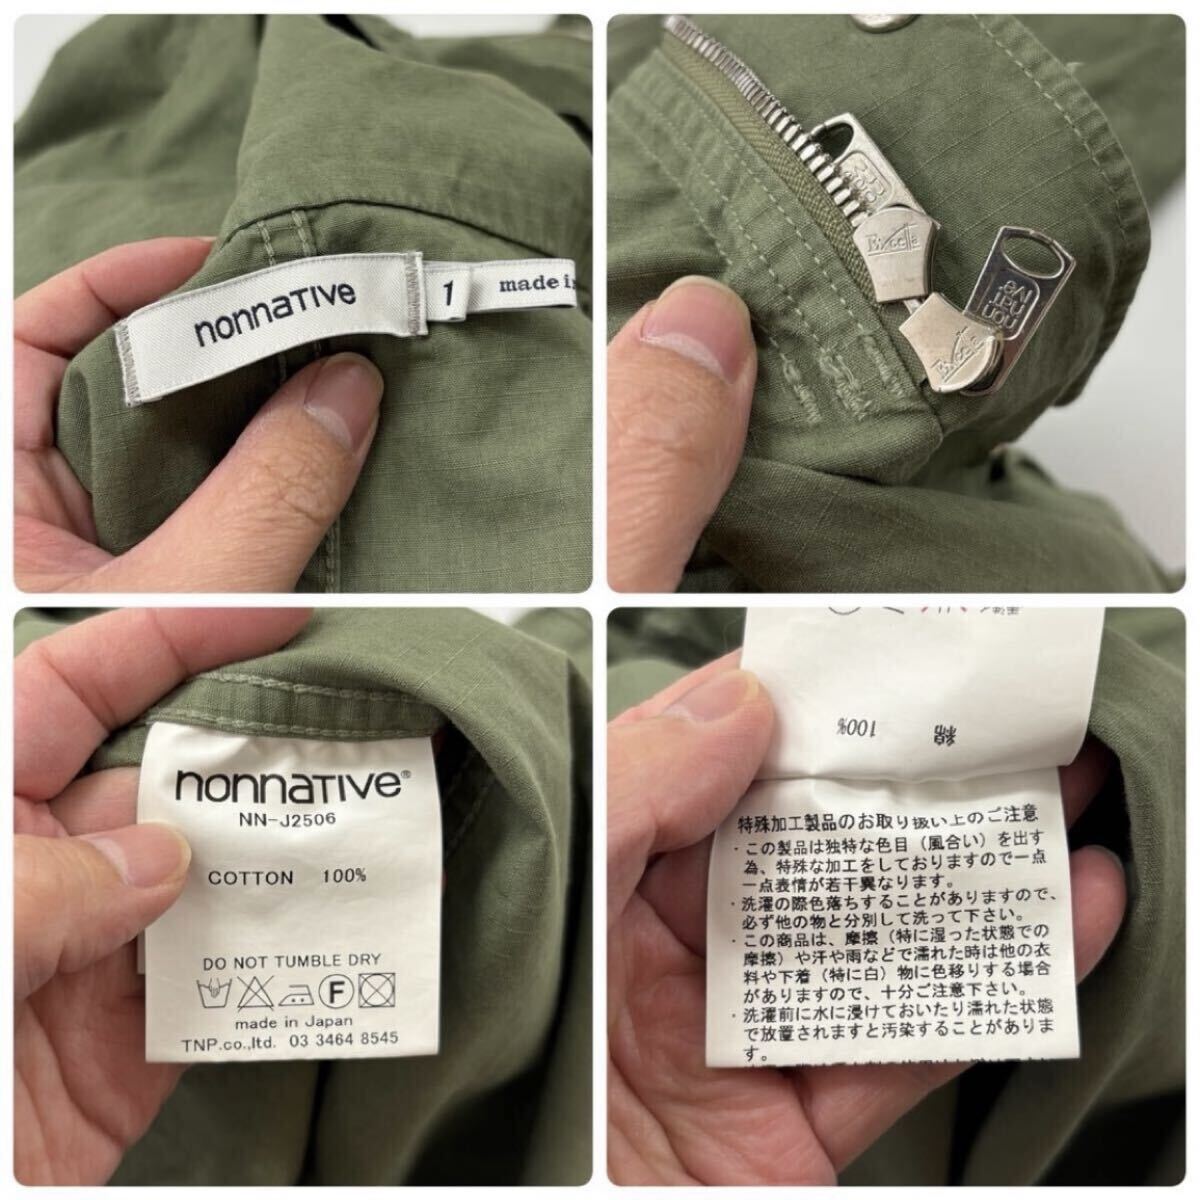 nonnaTIVe
1
made in
Excella
non
nat
ive
Excella
nonnaTIVe®
NN-J2506
COTTON 100%
DO NOT TUMBLE DRY
F
made in Japan
TNP.co.,ltd. 03 3464 8545
綿 100%
特殊加工製品のお取り扱い上のご注意
・この製品は独特な色目（風合い）を出す
為、特殊な加工をしておりますので一点
一点表情が若干異なります。
・洗濯の際色落ちすることがありますので、
必ず他の物と分別して洗って下さい。
・この商品は、摩擦（特に湿った状態での
摩擦）や汗や雨などで濡れた時は他の衣
料や下着（特に白）物に色移りする場合
がありますので、十分ご注意下さい。
・洗濯前に水に浸けておいたり濡れた状態
で放置されますと汚染することがありま
す。